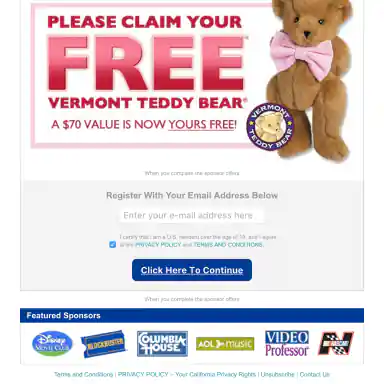 PLEASE CLAIM YOUR
FREE™
VERMONT TEDDY BEAR®
A $70 VALUE IS NOW YOURS FREE!
VERMONT
TEDDY BEAR
When you complete the sponsor offers
Register With Your Email Address Below
Enter your e-mail address here
I certify that I am a U.S. resident over the age of 18, and I agree
to the PRIVACY POLICY and TERMS AND CONDITIONS.
Click Here To Continue
When you complete the sponsor offers
Featured Sponsors
Disney MOVIE CLUB
BLOCKBUSTER
COLUMBIA HOUSE
AOL music
VIDEO Professor
Terms and Conditions | PRIVACY POLICY – Your California Privacy Rights | Unsubscribe | Contact Us